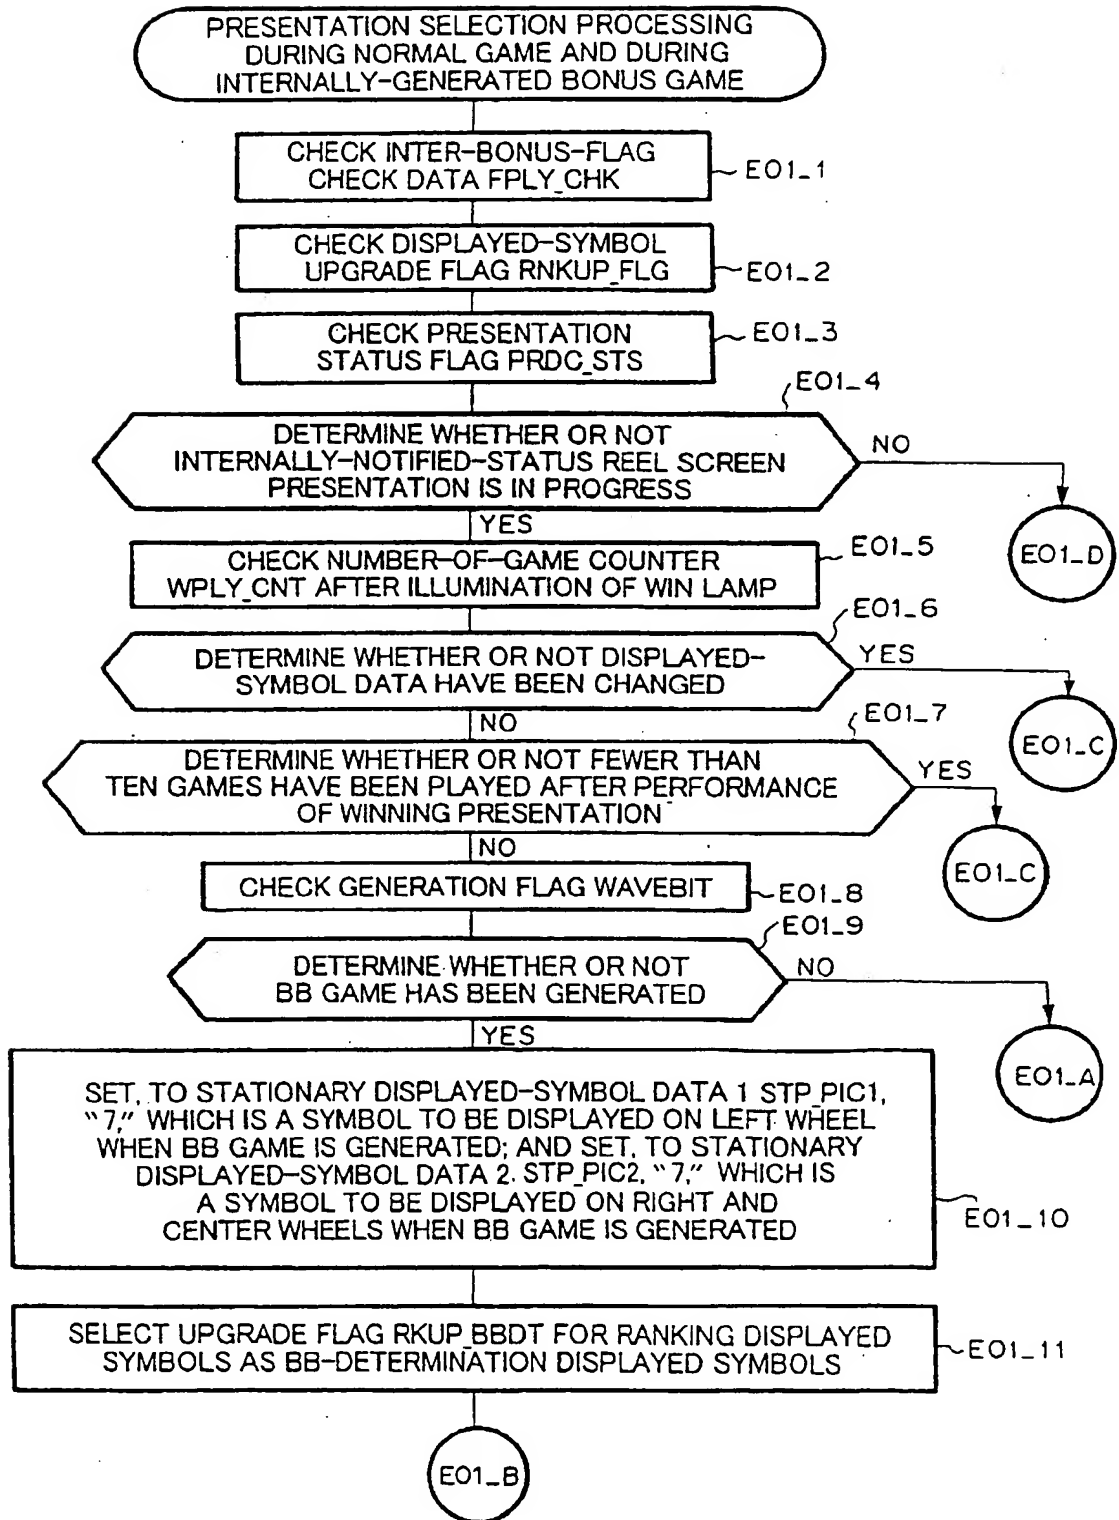 PRESENTATION SELECTION PROCESSING
DURING NORMAL GAME AND DURING
INTERNALLY-GENERATED BONUS GAME
CHECK INTER-BONUS-FLAG
CHECK DATA FPLY_CHK
E01_1
CHECK DISPLAYED-SYMBOL
UPGRADE FLAG RNKUP_FLG
E01_2
CHECK PRESENTATION
STATUS FLAG PRDC_STS
E01_3
E01_4
DETERMINE WHETHER OR NOT
INTERNALLY-NOTIFIED-STATUS REEL SCREEN
PRESENTATION IS IN PROGRESS
NO
E01_D
YES
CHECK NUMBER-OF-GAME COUNTER
WPLY_CNT AFTER ILLUMINATION OF WIN LAMP
E01_5
E01_6
DETERMINE WHETHER OR NOT DISPLAYED-
SYMBOL DATA HAVE BEEN CHANGED
YES
E01_C
NO
E01_7
DETERMINE WHETHER OR NOT FEWER THAN
TEN GAMES HAVE BEEN PLAYED AFTER PERFORMANCE
OF WINNING PRESENTATION
YES
E01_C
NO
CHECK GENERATION FLAG WAVEBIT
E01_8
E01_9
DETERMINE WHETHER OR NOT
BB GAME HAS BEEN GENERATED
NO
E01_A
YES
SET, TO STATIONARY DISPLAYED-SYMBOL DATA 1 STP_PIC1,
"7," WHICH IS A SYMBOL TO BE DISPLAYED ON LEFT WHEEL
WHEN BB GAME IS GENERATED; AND SET, TO STATIONARY
DISPLAYED-SYMBOL DATA 2. STP_PIC2, "7," WHICH IS
A SYMBOL TO BE DISPLAYED ON RIGHT AND
CENTER WHEELS WHEN BB GAME IS GENERATED
E01_10
SELECT UPGRADE FLAG RKUP_BBDT FOR RANKING DISPLAYED
SYMBOLS AS BB-DETERMINATION DISPLAYED SYMBOLS
E01_11
E01_B